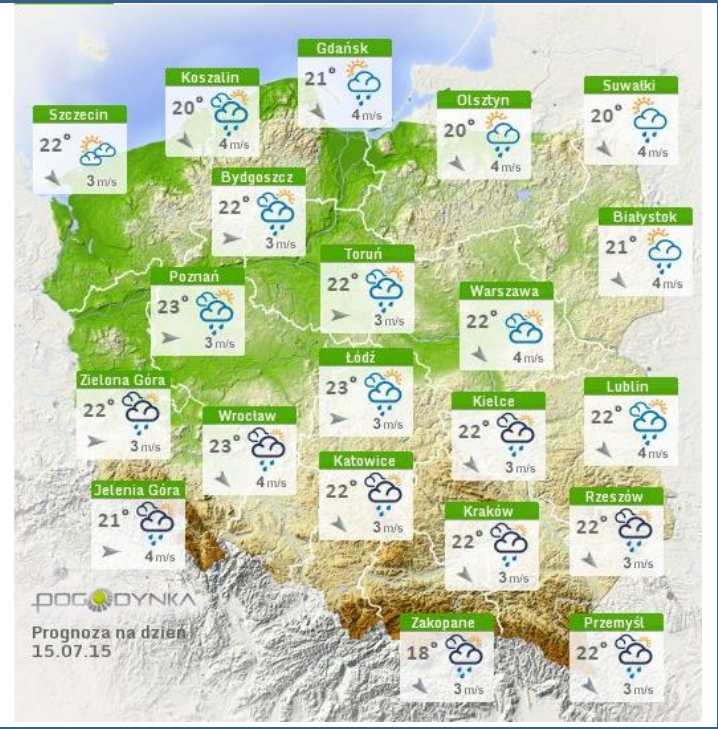 Gdańsk
21°
4 m/s
Koszalin
20°
4 m/s
Suwałki
20°
4 m/s
Olsztyn
20°
4 m/s
Szczecin
22°
3 m/s
Bydgoszcz
22°
3 m/s
Białystok
21°
4 m/s
Toruń
22°
3 m/s
Poznań
23°
3 m/s
Warszawa
22°
4 m/s
Łódź
23°
3 m/s
Zielona Góra
22°
3 m/s
Lublin
22°
4 m/s
Kielce
22°
3 m/s
Wrocław
23°
4 m/s
Katowice
22°
3 m/s
Jelenia Góra
21°
4 m/s
Rzeszów
22°
3 m/s
Kraków
22°
3 m/s
POGODYNKA
Prognoza na dzień
15.07.15
Zakopane
18°
3 m/s
Przemyśl
22°
3 m/s